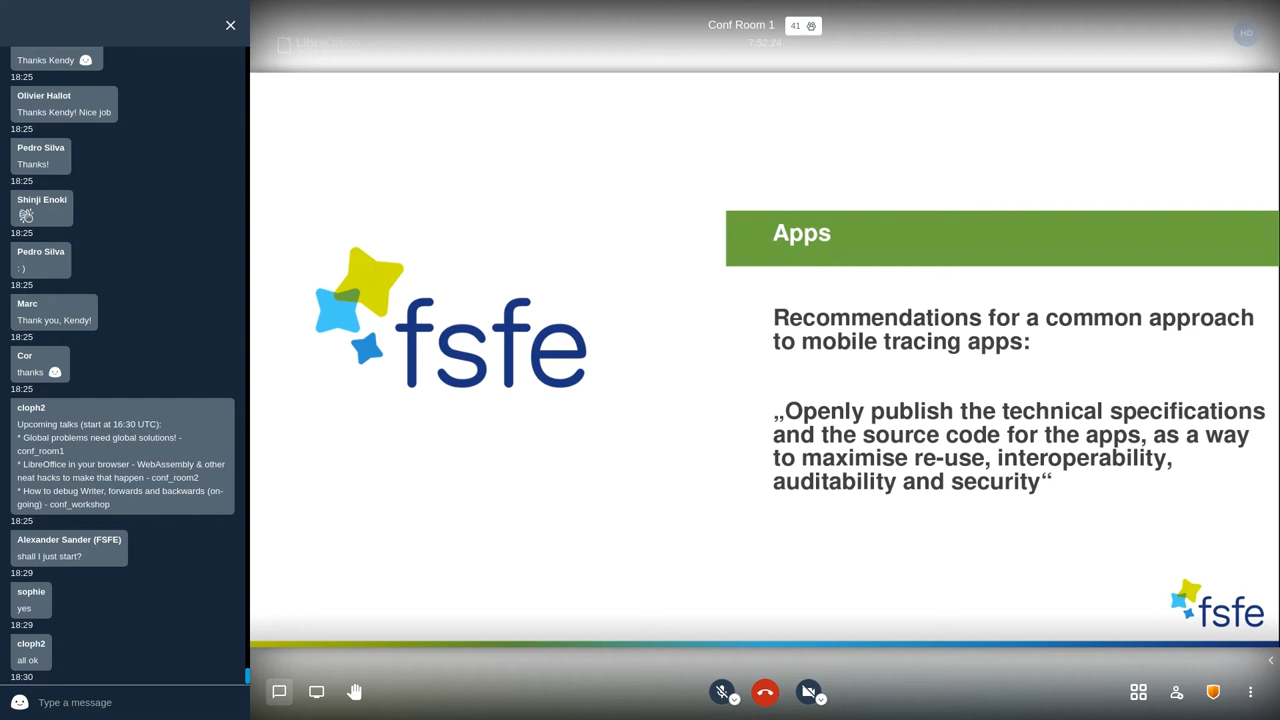 Thanks Kendy
18:25
Olivier Hallot
Thanks Kendy! Nice job
18:25
Pedro Silva
Thanks!
18:25
Shinji Enoki
18:25
Pedro Silva
: )
18:25
Marc
Thank you, Kendy!
18:25
Cor
thanks
18:25
cloph2
Upcoming talks (start at 16:30 UTC):
* Global problems need global solutions! -
conf_room1
* LibreOffice in your browser - WebAssembly & other
neat hacks to make that happen - conf_room2
* How to debug Writer, forwards and backwards (on-
going) - conf_workshop
18:25
Alexander Sander (FSFE)
shall I just start?
18:29
sophie
yes
18:29
cloph2
all ok
18:30
Type a message
LibreOffice
Conf Room 1
41
7:52:24
HD
fsfe
Apps
Recommendations for a common approach
to mobile tracing apps:
„Openly publish the technical specifications
and the source code for the apps, as a way
to maximise re-use, interoperability,
auditability and security“
fsfe